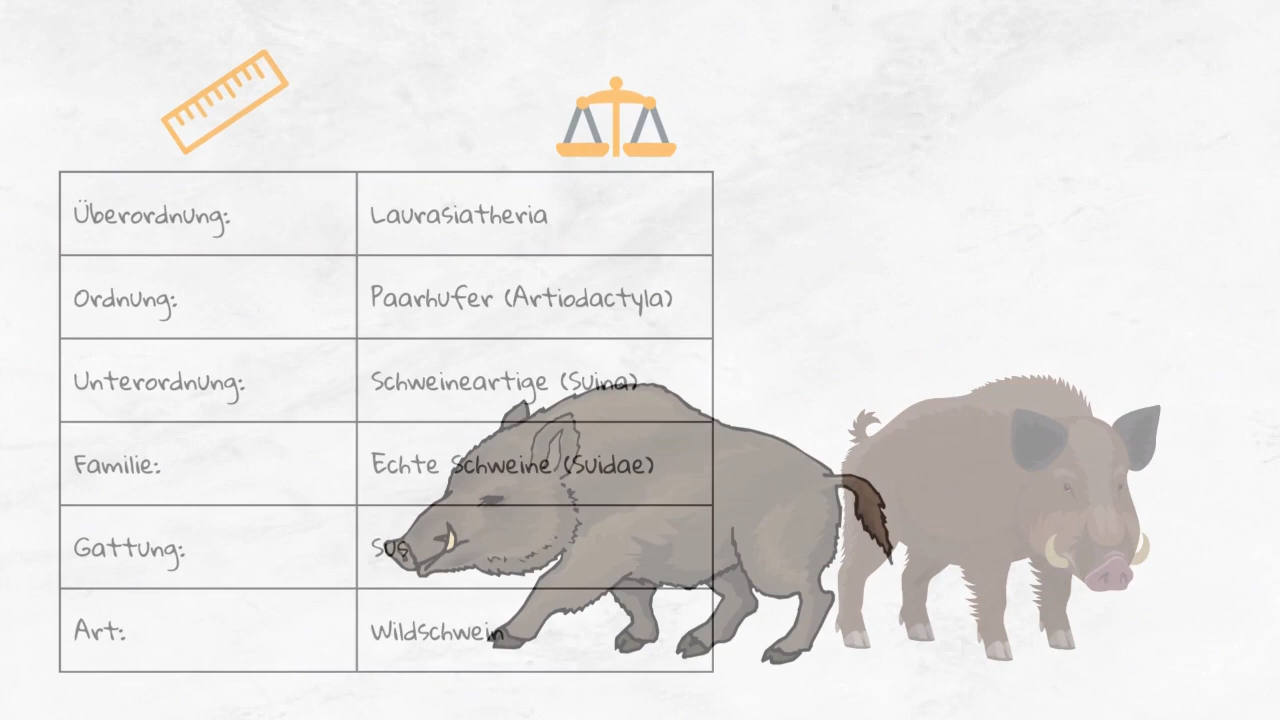 Überordnung: Laurasiatheria
Ordnung: Paarhufer (Artiodactyla)
Unterordnung: Schweineartige (Suina)
Familie: Echte Schweine (Suidae)
Gattung: Sus
Art: Wildschwein